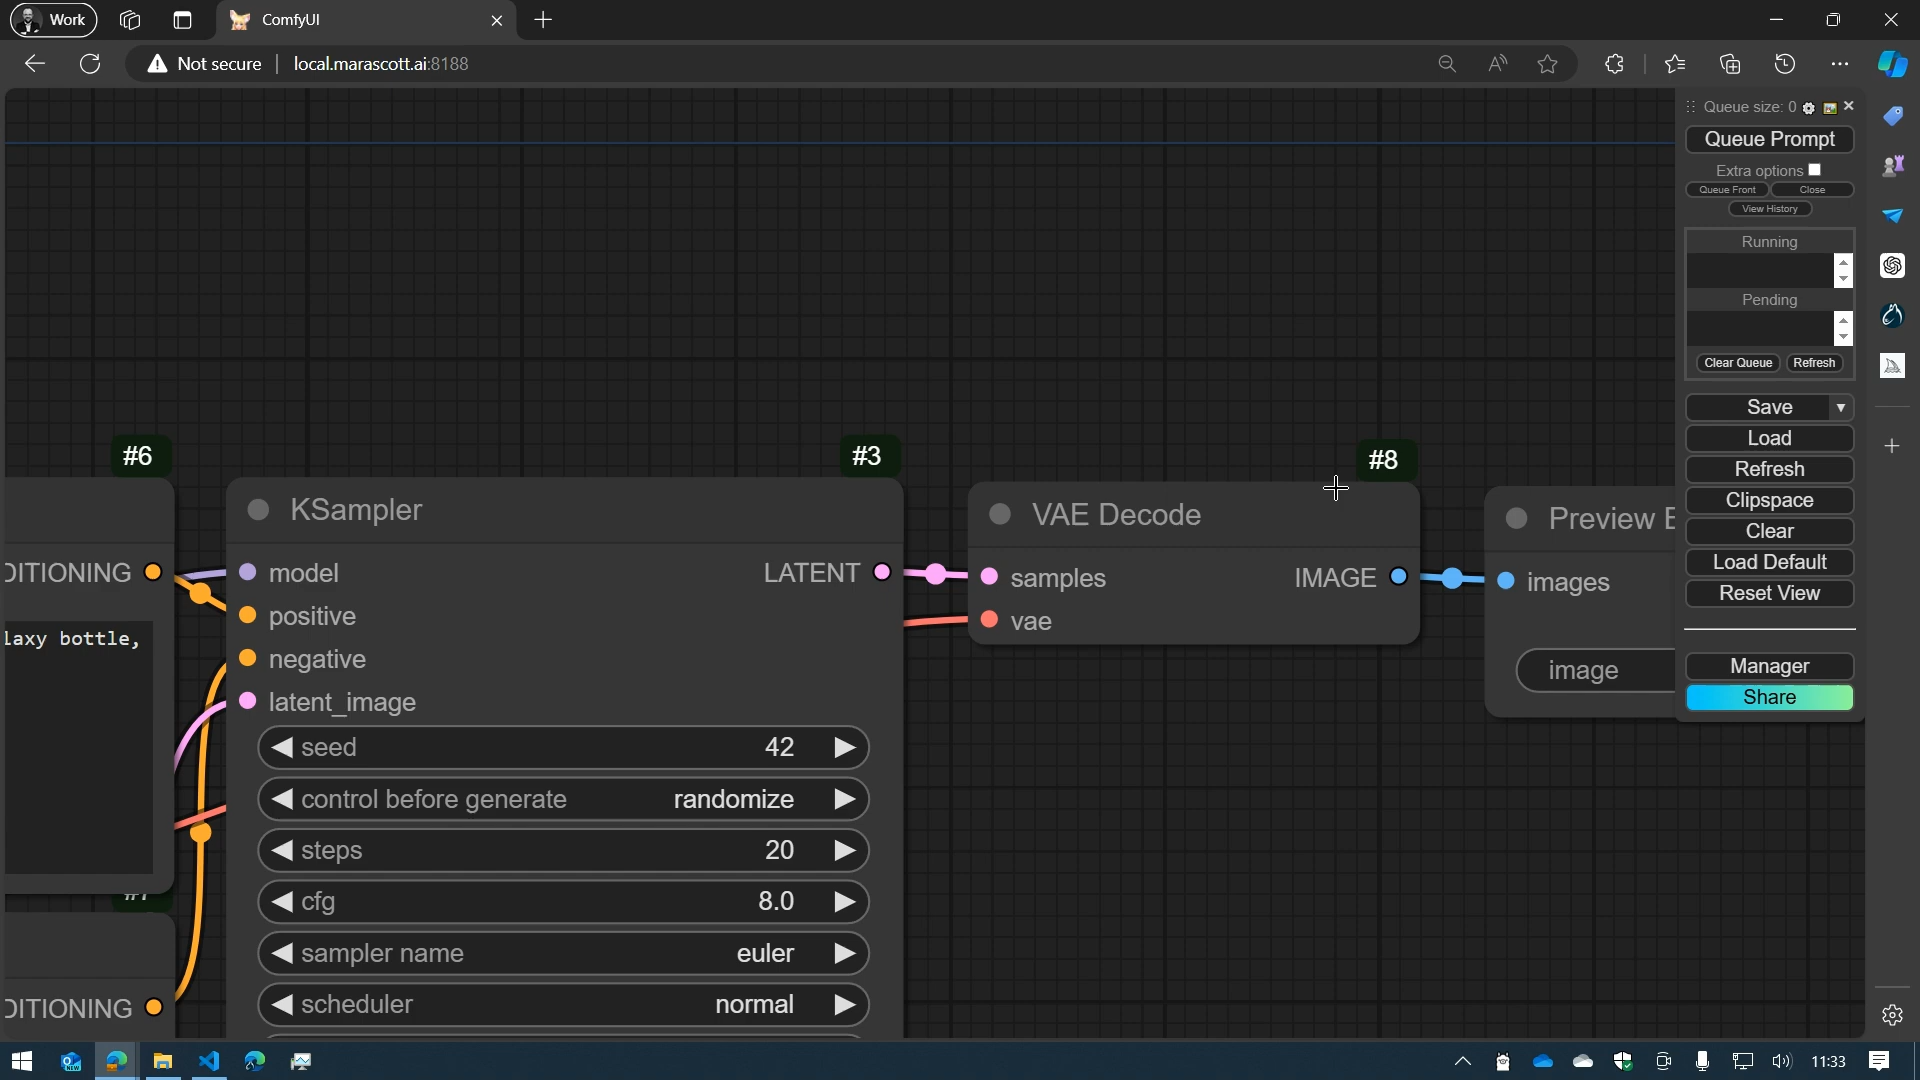 Work
ComfyUI
Not secure
local.marascott.ai:8188
Queue size: 0
Queue Prompt
Extra options
Queue Front
Close
View History
Running
Pending
Clear Queue
Refresh
Save
Load
Refresh
Clipspace
Clear
Load Default
Reset View
Manager
Share
#6
DITIONING
laxy bottle,
DITIONING
#3
KSampler
model
LATENT
positive
negative
latent_image
seed 42
control before generate randomize
steps 20
cfg 8.0
sampler name euler
scheduler normal
#8
VAE Decode
samples
IMAGE
vae
Preview
images
image
11:33